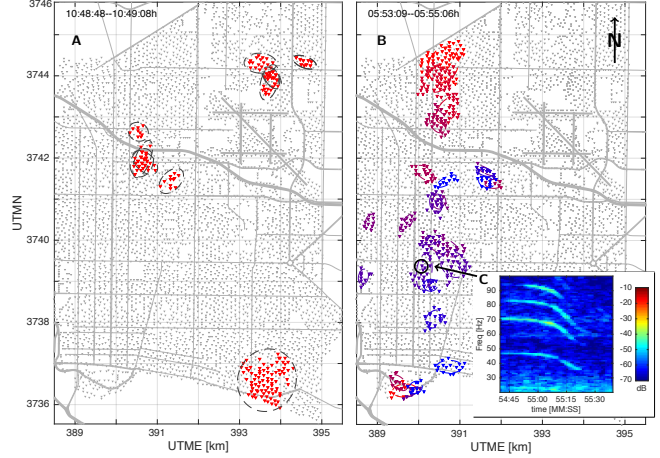 10:48:48--10:49:08h
05:53:09--05:55:06h
A
B
N
3746
3744
3742
3740
3738
3736
UTMN
389
391
393
395
UTME [km]
389
391
393
395
UTME [km]
C
90
80
70
60
50
40
30
Freq [Hz]
54:45
55:00
55:15
55:30
time [MM:SS]
-10
-20
-30
-40
-50
-60
-70
dB